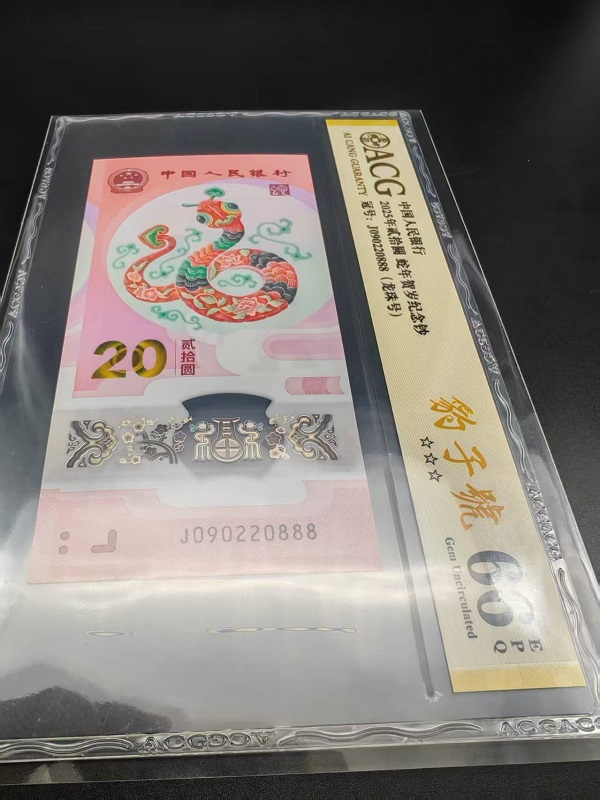 中国人民银行
20
贰拾圆
J090220888
ACG
AI CANG GUARANTY
中国人民银行
2025年贰拾圆 蛇年贺岁纪念钞
冠号：J090220888（龙珠号）
豹子號
☆☆☆
Gem Uncirculated
E
P
Q